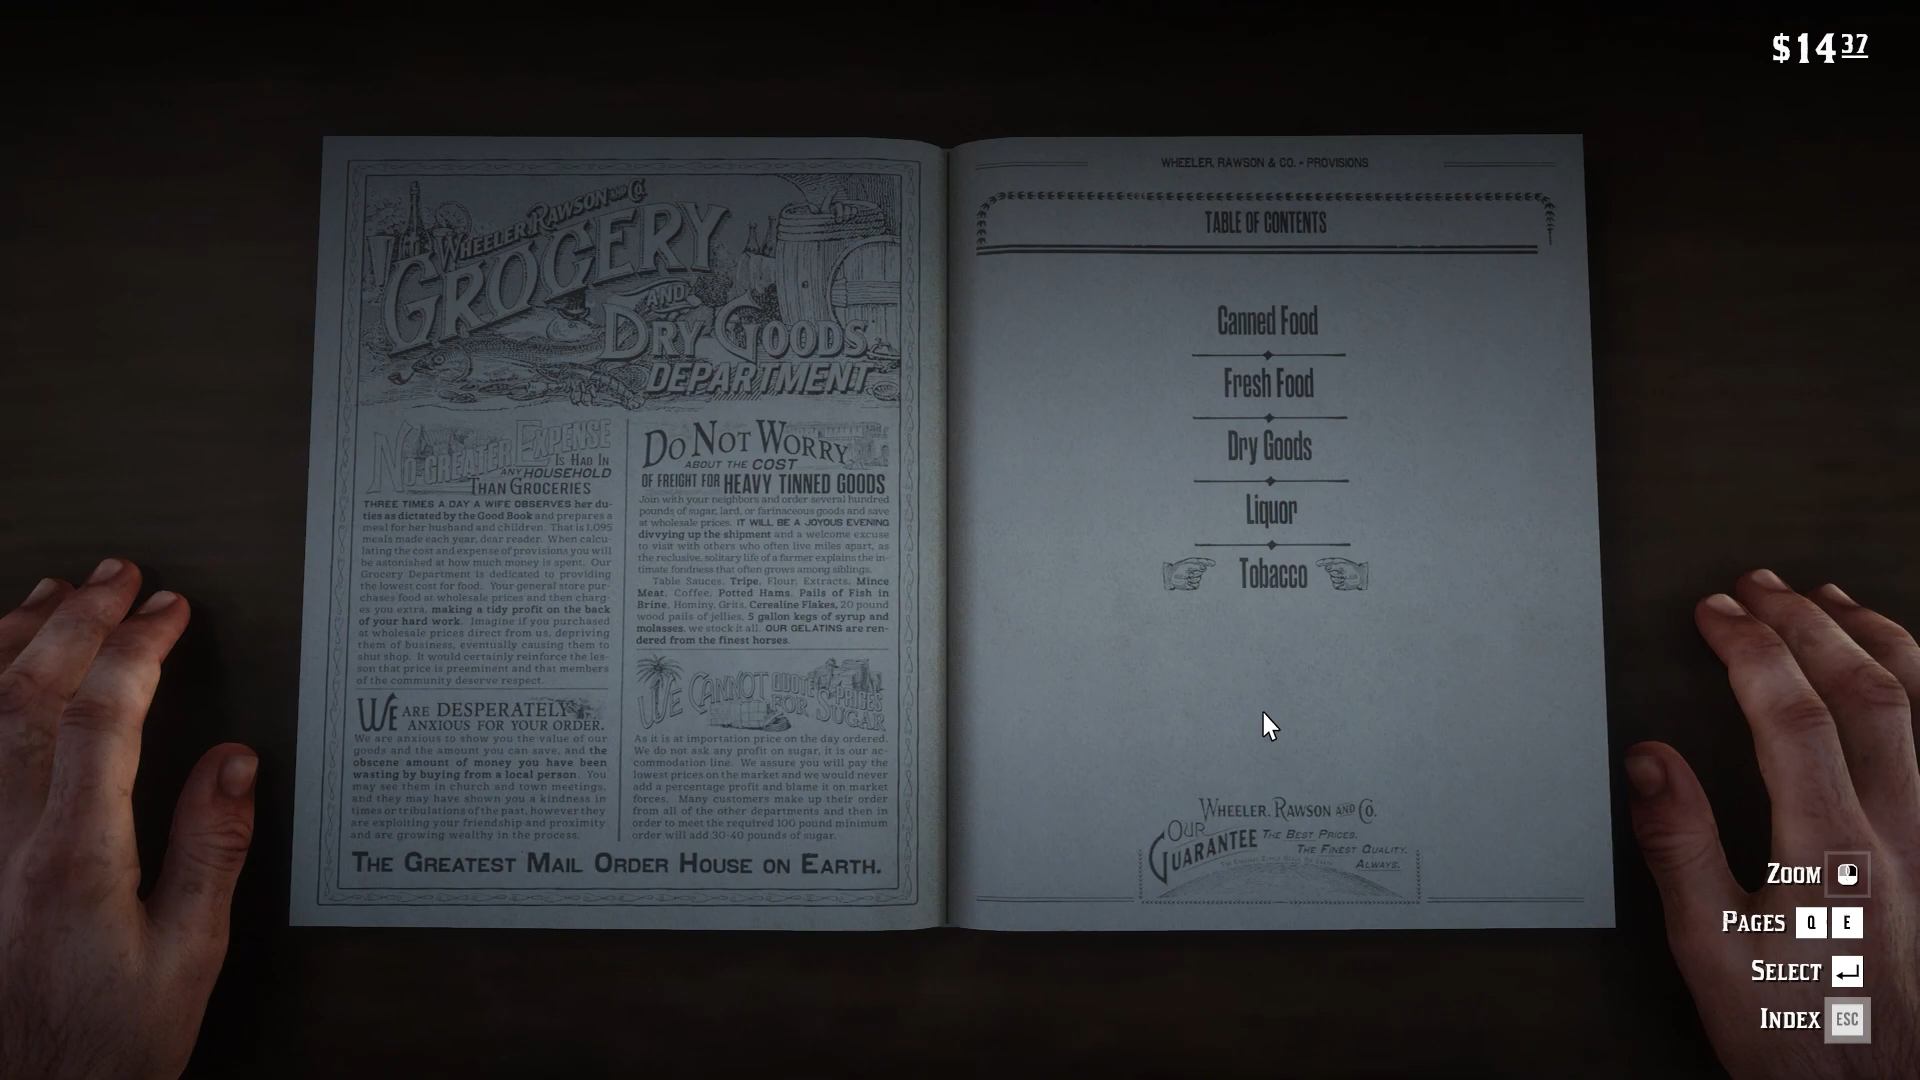 $14 37
WHEELER, RAWSON AND CO.
GROCERY
AND
DRY GOODS
DEPARTMENT
NO GREATER EXPENSE
IS HAD IN
ANY HOUSEHOLD
THAN GROCERIES
THREE TIMES A DAY A WIFE OBSERVES her du-
ties as dictated by the Good Book and prepares a
meal for her husband and children. That is 1,095
meals made each year, dear reader. When calcu-
lating the cost and expense of provisions you will
be astonished at how much money is spent. Our
Grocery Department is dedicated to providing
the lowest cost for food. Your general store pur-
chases food at wholesale prices and then charg-
es you extra, making a tidy profit on the back
of your hard work. Imagine if you purchased
at wholesale prices direct from us, depriving
them of business, eventually causing them to
shut shop. It would certainly reinforce the les-
son that price is preeminent and that members
of the community deserve respect.
WE ARE DESPERATELY
ANXIOUS FOR YOUR ORDER.
We are anxious to show you the value of our
goods and the amount you can save, and the
obscene amount of money you have been
wasting by buying from a local person. You
may see them in church and town meetings,
and they may have shown you a kindness in
times or tribulations of the past, however they
are exploiting your friendship and proximity
and are growing wealthy in the process.
DO NOT WORRY
ABOUT THE COST
OF FREIGHT FOR HEAVY TINNED GOODS
Join with your neighbors and order several hundred
pounds of sugar, lard, or farinaceous goods and save
at wholesale prices. IT WILL BE A JOYOUS EVENING
divvying up the shipment and a welcome excuse
to visit with others who often live miles apart, as
the reclusive, solitary life of a farmer explains the in-
timate fondness that often grows among siblings.
Table Sauces, Tripe, Flour, Extracts, Mince
Meat, Coffee, Potted Hams, Pails of Fish in
Brine, Hominy, Grits, Cerealine Flakes, 20 pound
wood pails of jellies, 5 gallon kegs of syrup and
molasses, we stock it all. OUR GELATINS are ren-
dered from the finest horses.
WE CANNOT QUOTE PRICES
FOR SUGAR
As it is at importation price on the day ordered.
We do not ask any profit on sugar, it is our ac-
commodation line. We assure you will pay the
lowest prices on the market and we would never
add a percentage profit and blame it on market
forces. Many customers make up their order
from all of the other departments and then in
order to meet the required 100 pound minimum
order will add 30-40 pounds of sugar.
THE GREATEST MAIL ORDER HOUSE ON EARTH.
WHEELER, RAWSON & CO. - PROVISIONS
TABLE OF CONTENTS
Canned Food
Fresh Food
Dry Goods
Liquor
Tobacco
WHEELER, RAWSON AND CO.
OUR GUARANTEE
THE BEST PRICES.
THE FINEST QUALITY.
ALWAYS.
ZOOM
PAGES Q E
SELECT
INDEX ESC